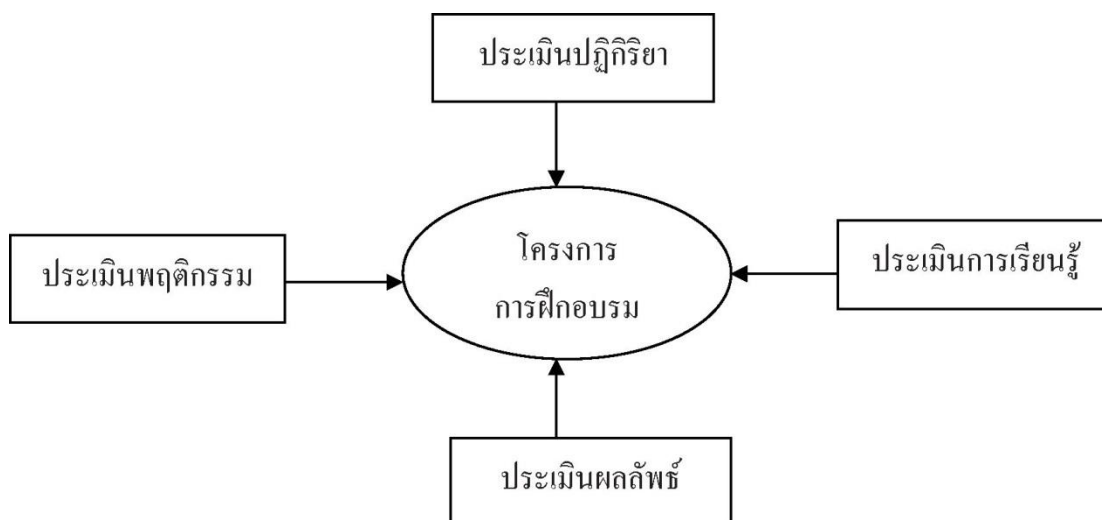 ประเมินปฏิกิริยา
โครงการ
การฝึกอบรม
ประเมินพฤติกรรม
ประเมินการเรียนรู้
ประเมินผลลัพธ์